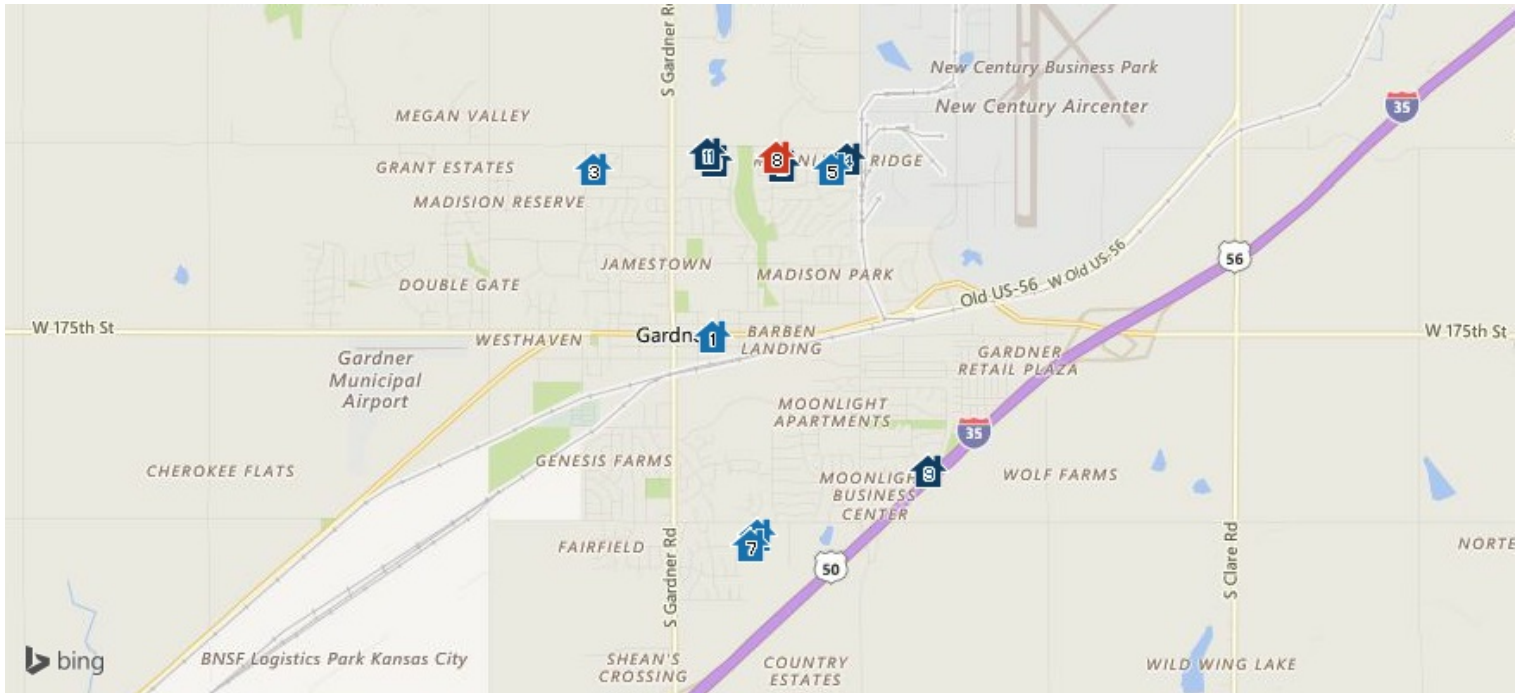 S Gardner Rd
New Century Business Park
New Century Aircenter
35
MEGAN VALLEY
11
8
4
3
5
RIDGE
GRANT ESTATES
MADISION RESERVE
JAMESTOWN
MADISON PARK
56
DOUBLE GATE
Old US-56
W Old US-56
W 175th St
WESTHAVEN
1
BARBEN
LANDING
W 175th St
Gardner
Municipal
Airport
GARDNER
RETAIL PLAZA
MOONLIGHT
APARTMENTS
35
CHEROKEE FLATS
GENESIS FARMS
9
WOLF FARMS
BUSINESS
CENTER
FAIRFIELD
7
S Gardner Rd
50
S Clare Rd
BNSF Logistics Park Kansas City
SHEAN'S
CROSSING
COUNTRY
ESTATES
WILD WING LAKE
bing